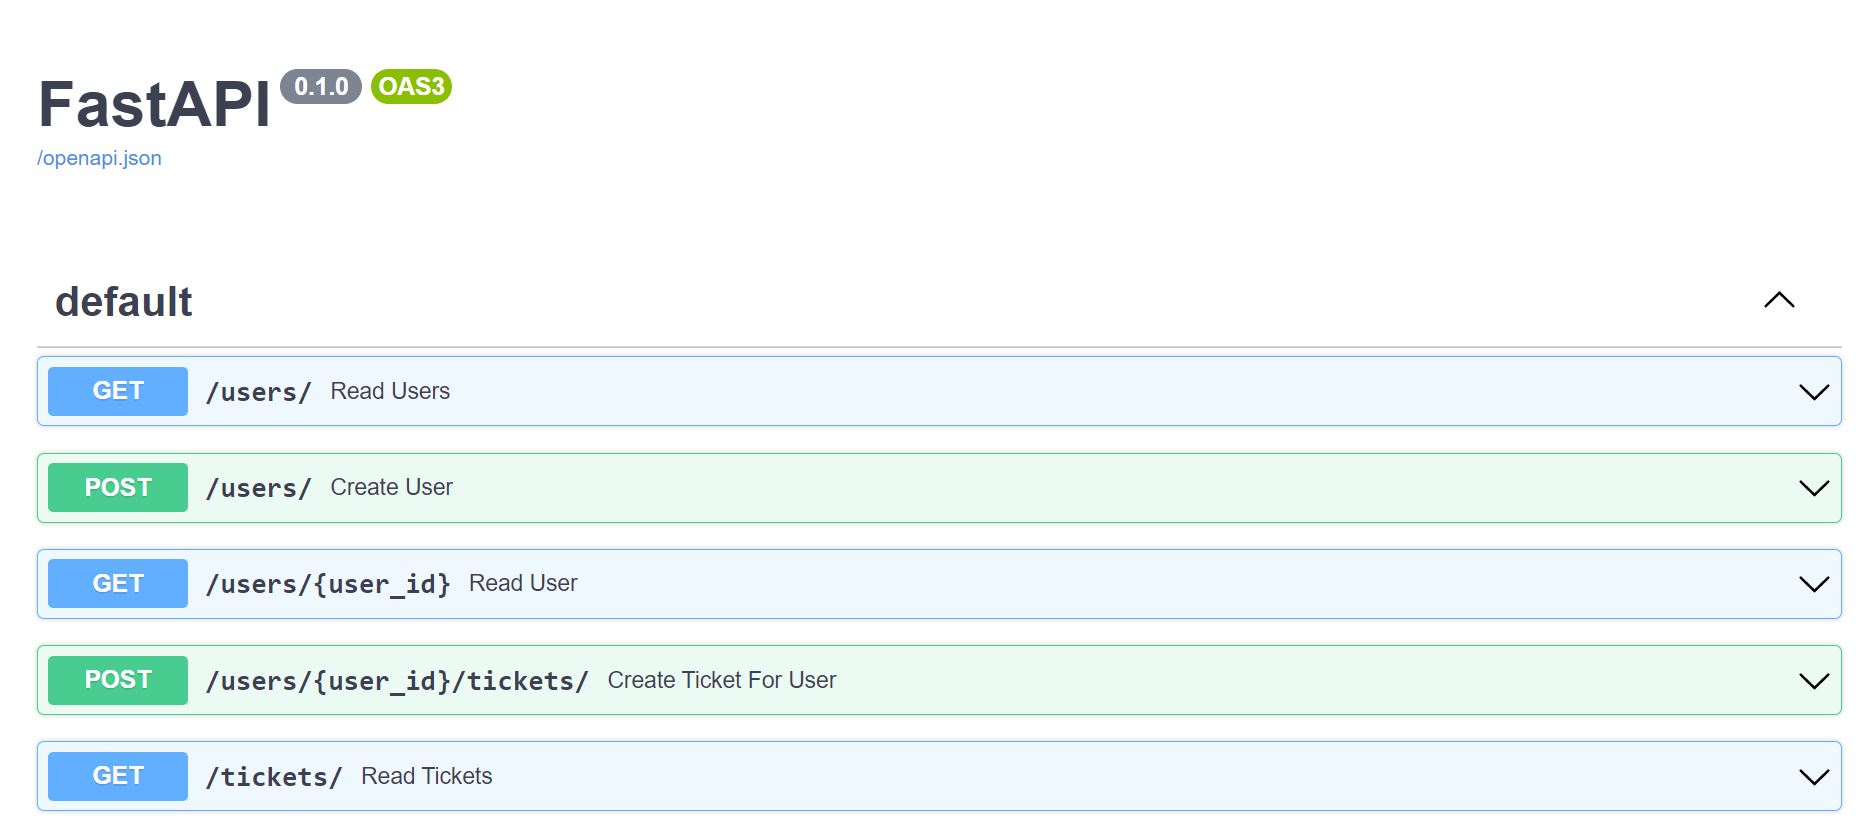 FastAPI 0.1.0 OAS3
/openapi.json
default
GET /users/ Read Users
POST /users/ Create User
GET /users/{user_id} Read User
POST /users/{user_id}/tickets/ Create Ticket For User
GET /tickets/ Read Tickets